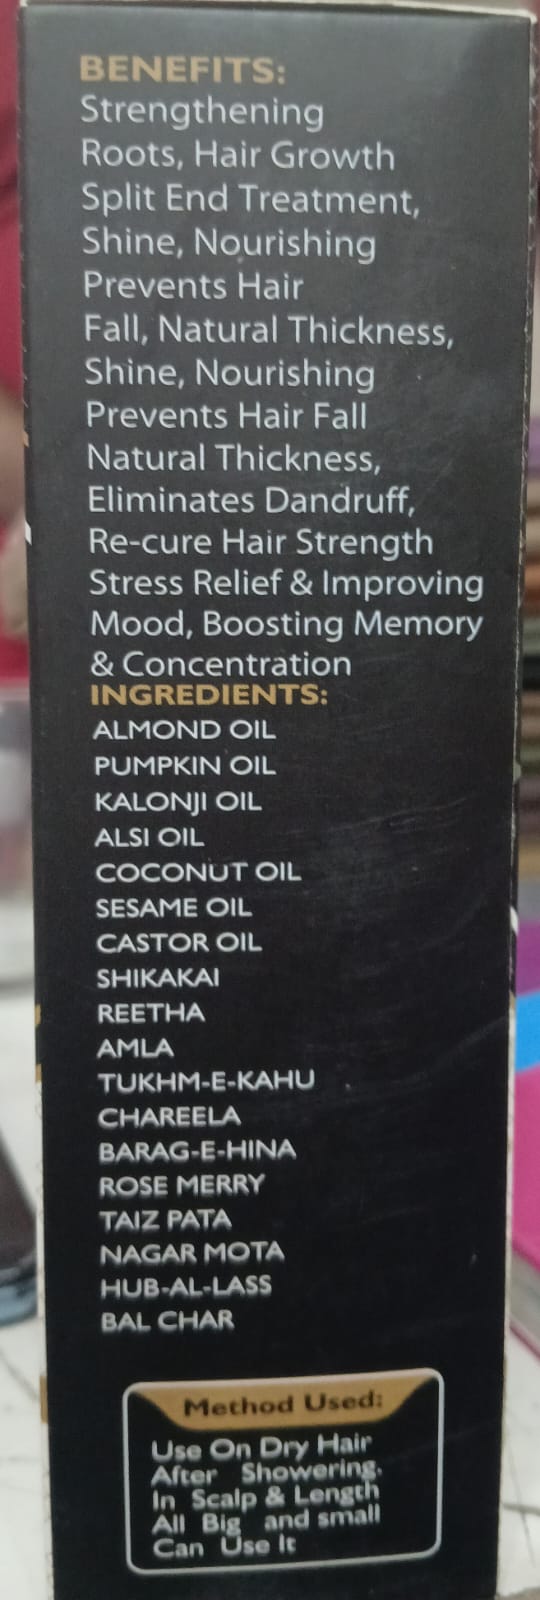 BENEFITS:
Strengthening
Roots, Hair Growth
Split End Treatment,
Shine, Nourishing
Prevents Hair
Fall, Natural Thickness,
Shine, Nourishing
Prevents Hair Fall
Natural Thickness,
Eliminates Dandruff,
Re-cure Hair Strength
Stress Relief & Improving
Mood, Boosting Memory
& Concentration
INGREDIENTS:
ALMOND OIL
PUMPKIN OIL
KALONJI OIL
ALSI OIL
COCONUT OIL
SESAME OIL
CASTOR OIL
SHIKAKAI
REETHA
AMLA
TUKHM-E-KAHU
CHAREELA
BARAG-E-HINA
ROSE MERRY
TAIZ PATA
NAGAR MOTA
HUB-AL-LASS
BAL CHAR
Method Used:
Use On Dry Hair
After Showering.
In Scalp & Length
All Big and small
Can Use It